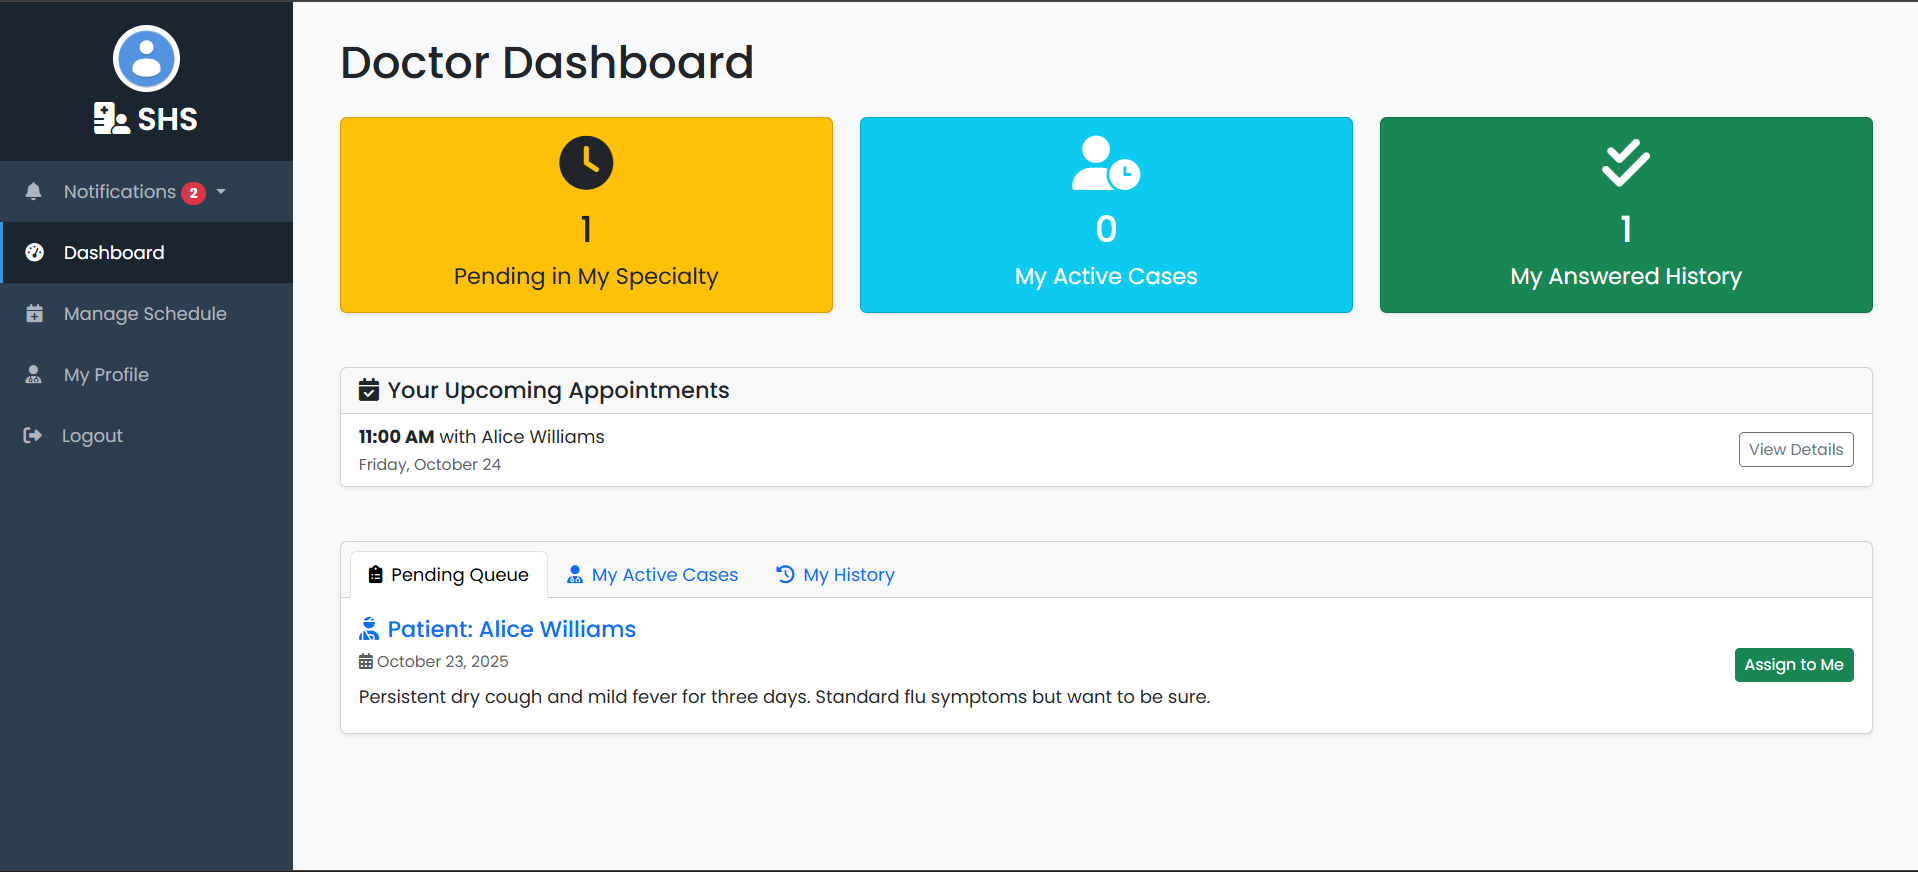 SHS
Notifications 2
Dashboard
Manage Schedule
My Profile
Logout
Doctor Dashboard
1
Pending in My Specialty
0
My Active Cases
1
My Answered History
Your Upcoming Appointments
11:00 AM with Alice Williams
Friday, October 24
View Details
Pending Queue
My Active Cases
My History
Patient: Alice Williams
October 23, 2025
Persistent dry cough and mild fever for three days. Standard flu symptoms but want to be sure.
Assign to Me